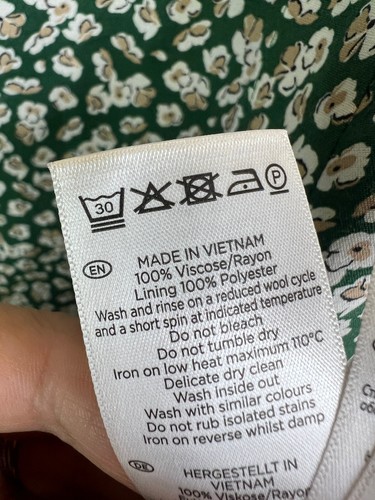 30 P
EN
MADE IN VIETNAM
100% Viscose/Rayon
Lining 100% Polyester
Wash and rinse on a reduced wool cycle
and a short spin at indicated temperature
Do not bleach
Do not tumble dry
Iron on low heat maximum 110°C
Delicate dry clean
Wash inside out
Wash with similar colours
Do not rub isolated stains
Iron on reverse whilst damp
DE
HERGESTELLT IN
VIETNAM
100% Viskose/Rayon